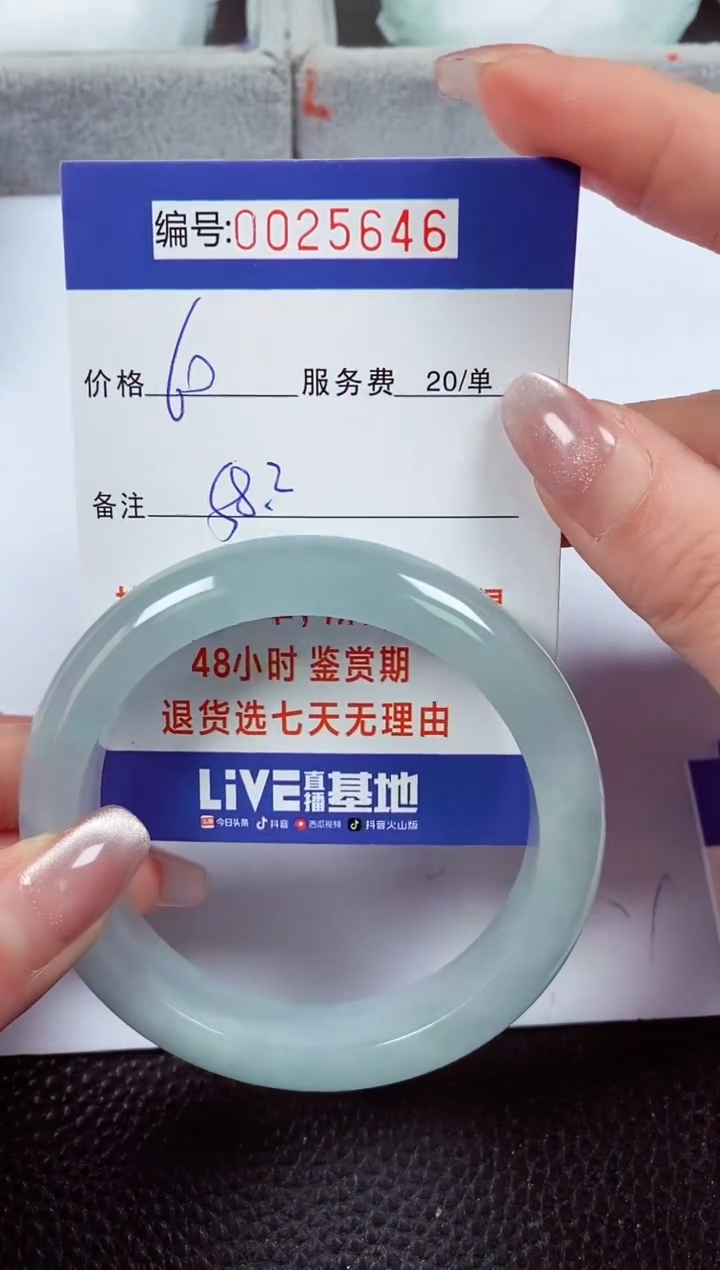 编号:0025646
价格 60 服务费 20/单
备注 58.2
48小时 鉴赏期
退货选七天无理由
LiVE直播基地
今日头条 抖音 西瓜视频 抖音火山版